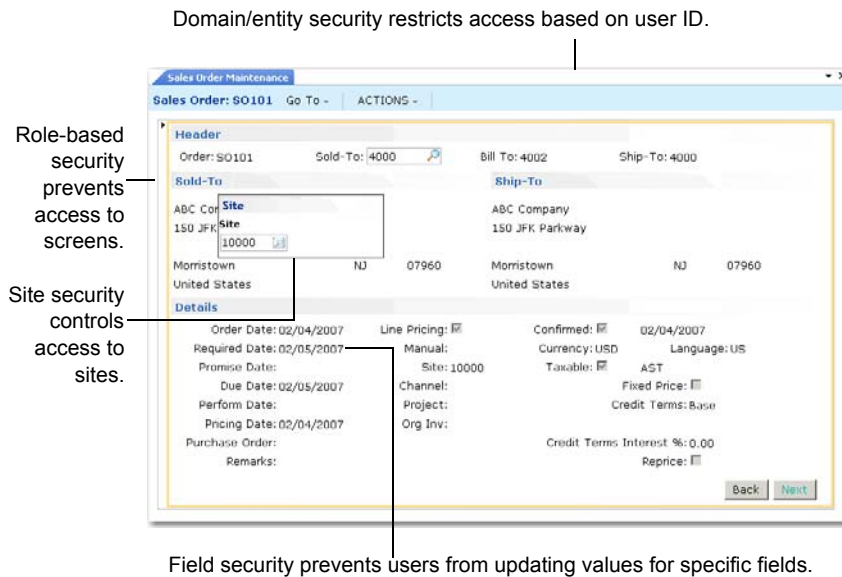 Domain/entity security restricts access based on user ID.
Sales Order Maintenance
Sales Order: SO101 Go To ACTIONS
Role-based
security
prevents
access to
screens.
Header
Order: SO101 Sold-To: 4000 Bill To: 4002 Ship-To: 4000
Sold-To Ship-To
ABC Site ABC Company
150 JFK Site 150 JFK Parkway
10000
Morristown NJ 07960 Morristown NJ 07960
United States United States
Site security
controls
access to
sites.
Details
Order Date: 02/04/2007 Line Pricing: Confirmed: 02/04/2007
Required Date: 02/05/2007 Manual: Currency: USD Language: US
Promise Date: Site: 10000 Taxable: AST
Due Date: 02/05/2007 Channel: Fixed Price:
Perform Date: Project: Credit Terms: Base
Pricing Date: 02/04/2007 Org Inv:
Purchase Order: Credit Terms Interest %: 0.00
Remarks: Reprice:
Back Next
Field security prevents users from updating values for specific fields.